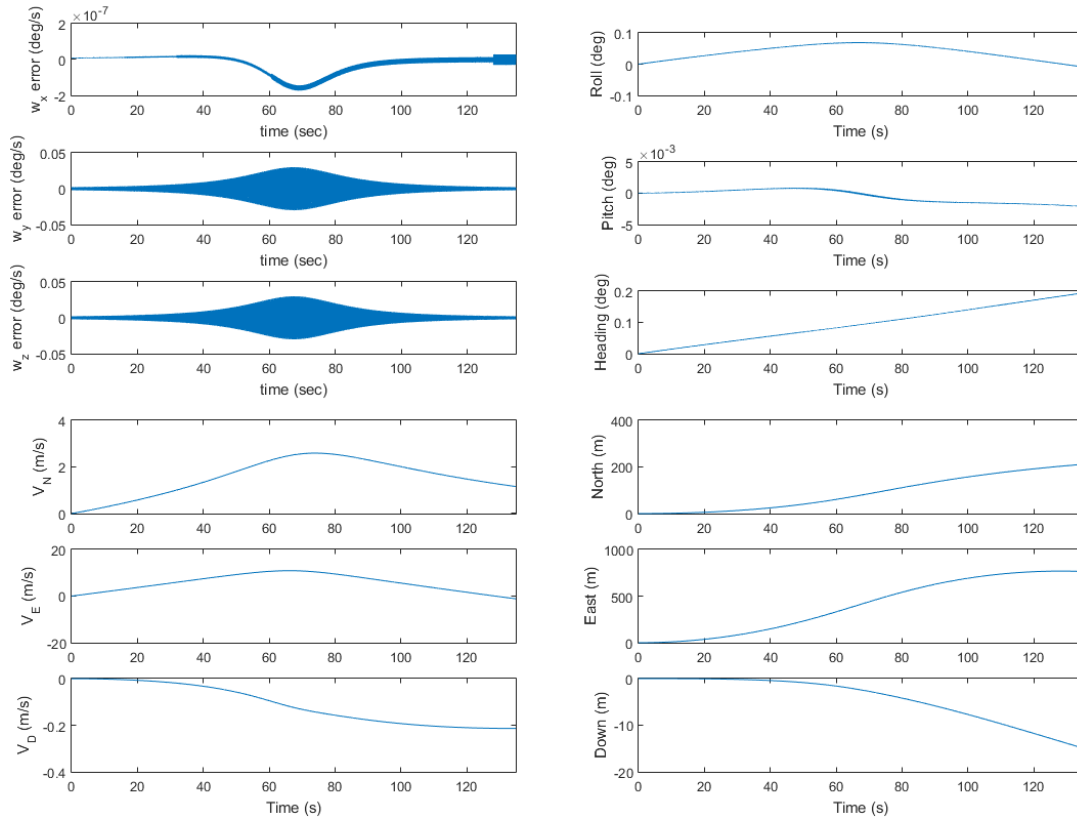 ×10^-7
w_x error (deg/s)
2
0
-2
0 20 40 60 80 100 120
time (sec)
w_y error (deg/s)
0.05
0
-0.05
0 20 40 60 80 100 120
time (sec)
w_z error (deg/s)
0.05
0
-0.05
0 20 40 60 80 100 120
time (sec)
V_N (m/s)
4
2
0
0 20 40 60 80 100 120
V_E (m/s)
20
0
-20
0 20 40 60 80 100 120
V_D (m/s)
0
-0.2
-0.4
0 20 40 60 80 100 120
Time (s)
Roll (deg)
0.1
0
-0.1
0 20 40 60 80 100 120
Time (s)
×10^-3
Pitch (deg)
5
0
-5
0 20 40 60 80 100 120
Time (s)
Heading (deg)
0.2
0.1
0
0 20 40 60 80 100 120
Time (s)
North (m)
400
200
0
0 20 40 60 80 100 120
East (m)
1000
500
0
0 20 40 60 80 100 120
Down (m)
0
-10
-20
0 20 40 60 80 100 120
Time (s)